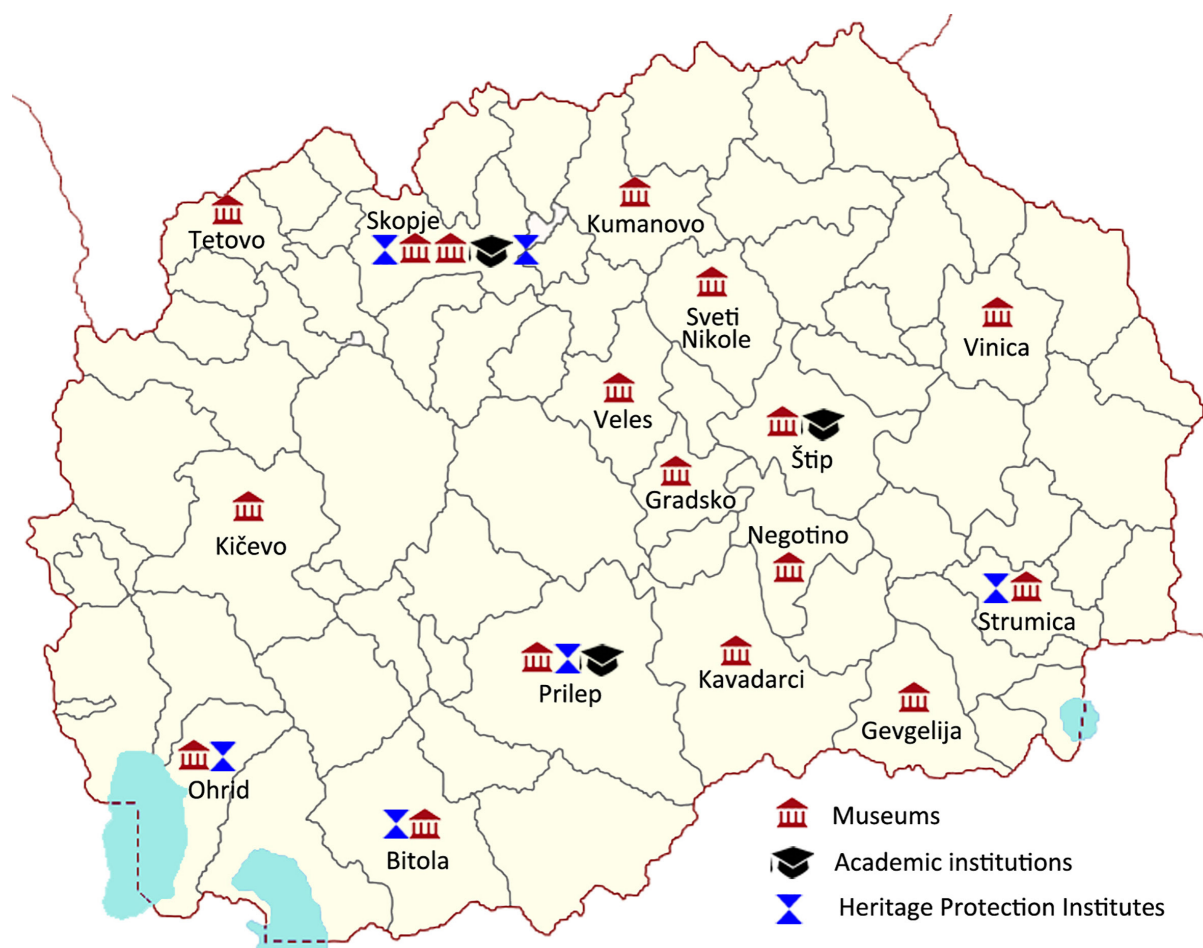 Skopje
Kumanovo
Tetovo
Sveti
Nikole
Vinica
Veles
Štip
Gradsko
Kičevo
Negotino
Strumica
Kavadarci
Prilep
Gevgelija
Ohrid
Bitola
Museums
Academic institutions
Heritage Protection Institutes